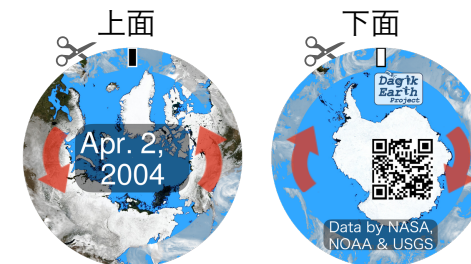 上面
下面
Dagik
Earth
Project
Apr. 2,
2004
Data by NASA,
NOAA & USGS